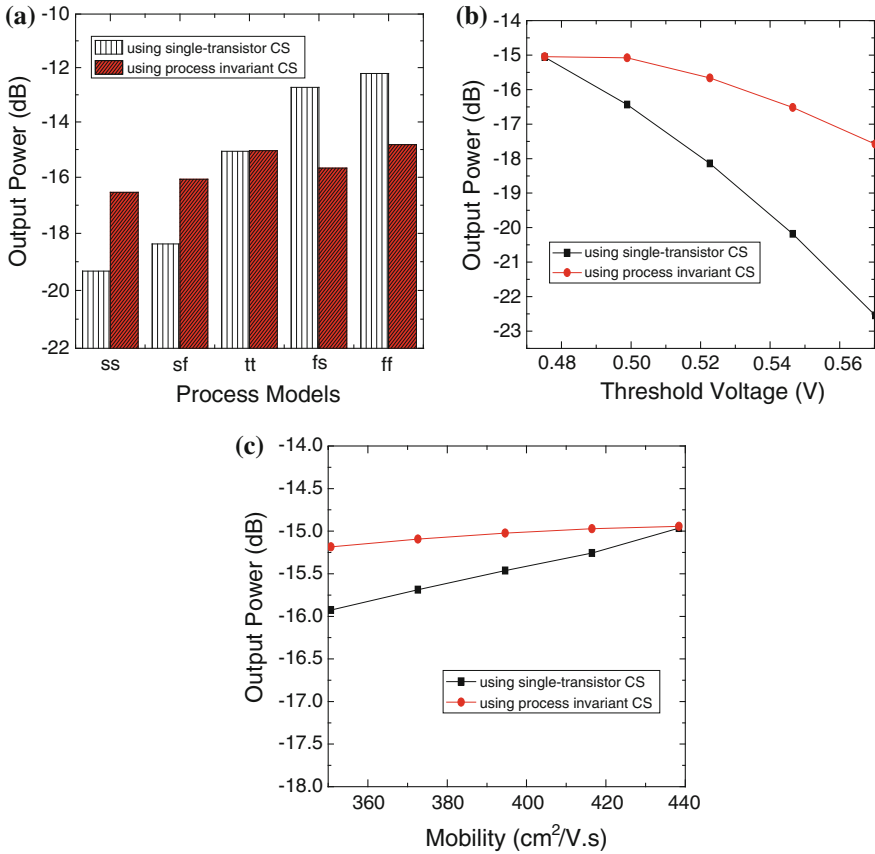 (a)
-10
-12
-14
-16
-18
-20
-22
Output Power (dB)
using single-transistor CS
using process invariant CS
ss sf tt fs ff
Process Models
(b)
-14
-15
-16
-17
-18
-19
-20
-21
-22
-23
Output Power (dB)
using single-transistor CS
using process invariant CS
0.48 0.50 0.52 0.54 0.56
Threshold Voltage (V)
(c)
-14.0
-14.5
-15.0
-15.5
-16.0
-16.5
-17.0
-17.5
-18.0
Output Power (dB)
using single-transistor CS
using process invariant CS
360 380 400 420 440
Mobility (cm²/V.s)